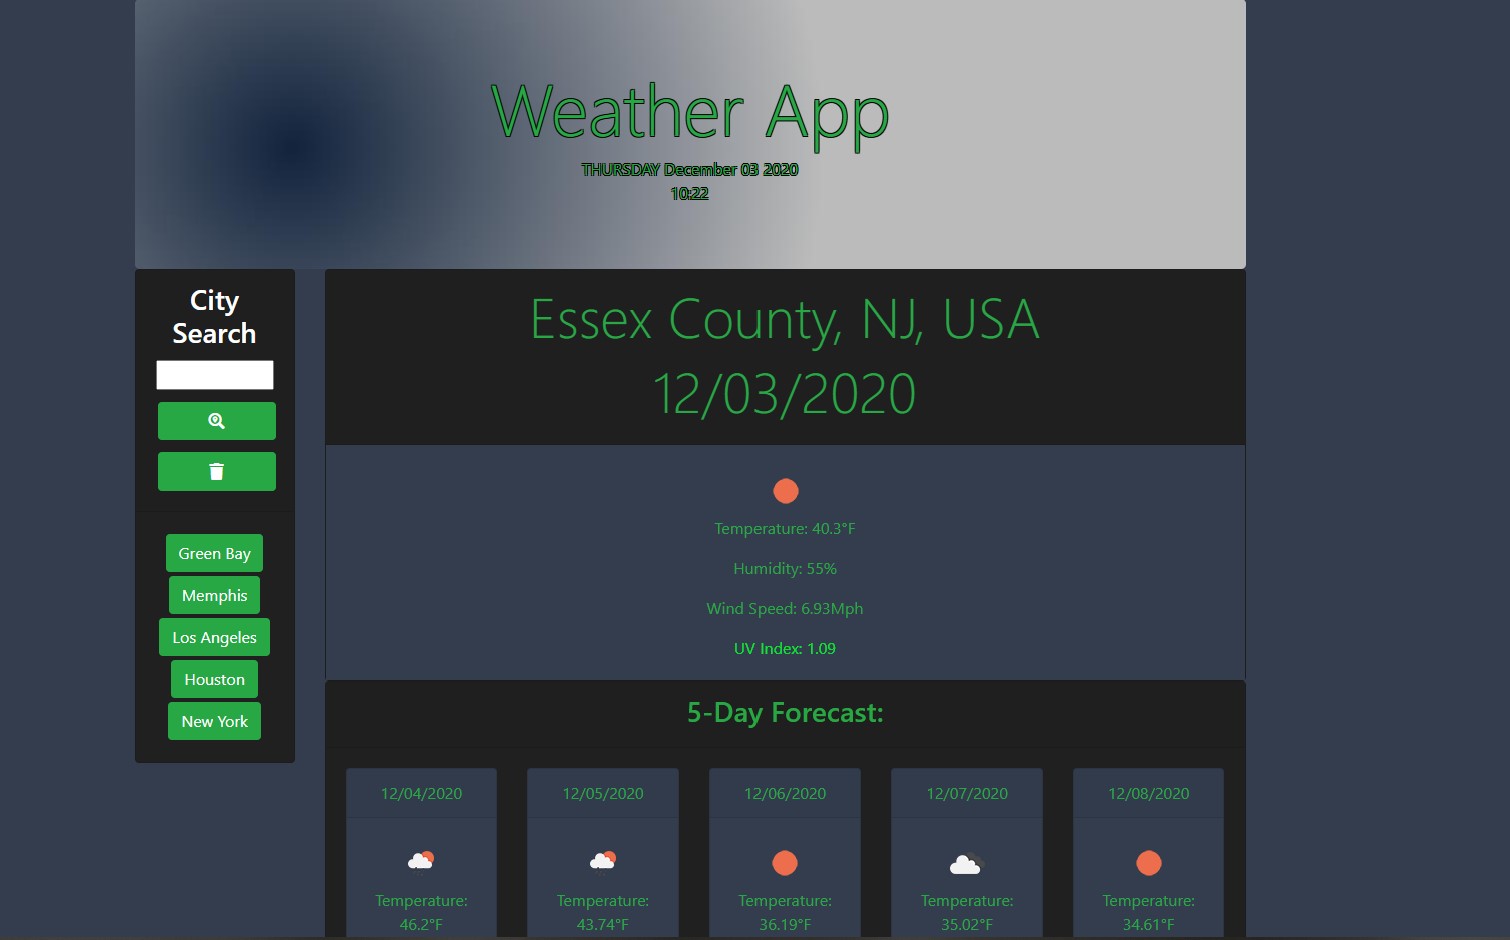 Weather App
THURSDAY December 03 2020
10:22
City
Search
Green Bay
Memphis
Los Angeles
Houston
New York
Essex County, NJ, USA
12/03/2020
Temperature: 40.3°F
Humidity: 55%
Wind Speed: 6.93Mph
UV Index: 1.09
5-Day Forecast:
12/04/2020
Temperature:
46.2°F
12/05/2020
Temperature:
43.74°F
12/06/2020
Temperature:
36.19°F
12/07/2020
Temperature:
35.02°F
12/08/2020
Temperature:
34.61°F